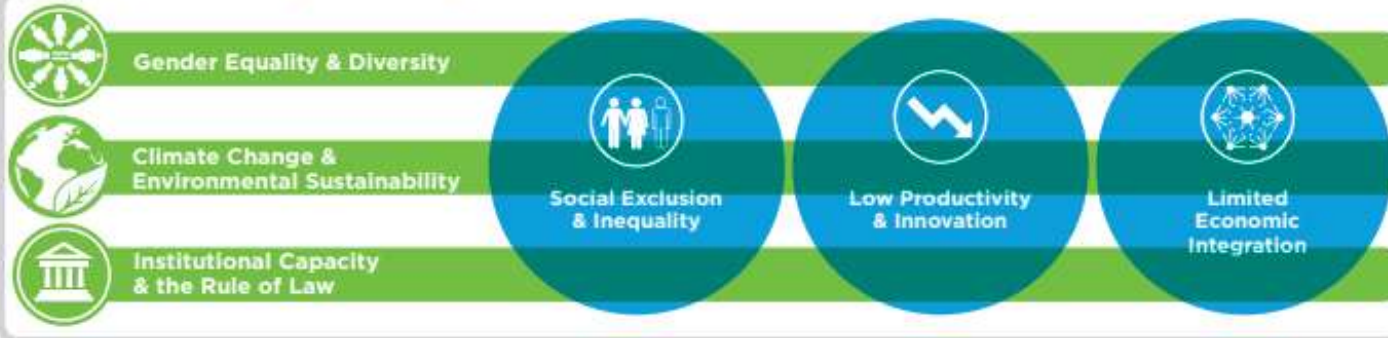 Gender Equality & Diversity
Climate Change &
Environmental Sustainability
Institutional Capacity
& the Rule of Law
Social Exclusion
& Inequality
Low Productivity
& Innovation
Limited
Economic
Integration